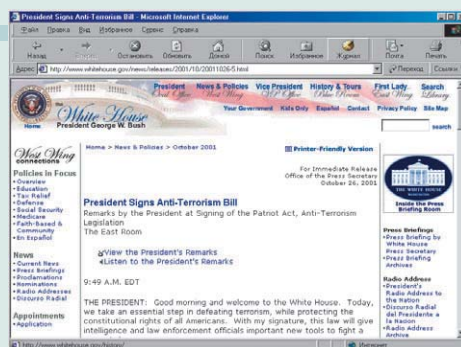 President Signs Anti-Terrorism Bill - Microsoft Internet Explorer
Файл Правка Вид Избранное Сервис Справка
Назад Остановить Обновить Домой Поиск Избранное Журнал Почта Печать
Адрес http://www.whitehouse.gov/news/releases/2001/10/20011026-5.html Переход Ссылки
President News & Policies Vice President History & Tours First Lady Search
Oval Office West Wing VP Office Blue Room East Wing Library
the White House
President George W. Bush
Home
Your Government Kids Only Español Contact Privacy Policy Site Map
search
West Wing
connections
Policies in Focus
•Overview
•Education
•Tax Relief
•Defense
•Social Security
•Medicare
•Faith-Based &
Community
•En Español
News
•Current News
•Press Briefings
•Proclamations
•Nominations
•Radio Addresses
•Discurso Radial
Appointments
•Application
Home > News & Policies > October 2001
Printer-Friendly Version
For Immediate Release
Office of the Press Secretary
October 26, 2001
President Signs Anti-Terrorism Bill
Remarks by the President at Signing of the Patriot Act, Anti-Terrorism
Legislation
The East Room
View the President's Remarks
Listen to the President's Remarks
9:49 A.M. EDT
THE PRESIDENT: Good morning and welcome to the White House. Today,
we take an essential step in defeating terrorism, while protecting the
constitutional rights of all Americans. With my signature, this law will give
intelligence and law enforcement officials important new tools to fight a
THE WHITE HOUSE
Inside the Press
Briefing Room
Press Briefings
•Press Briefing by
White House
Press Secretary
•Press Briefing
Archives
Radio Address
•President's
Radio Address to
the Nation
•Discurso Radial
del Presidente a
la Nacion
•Radio Address
Archive
http://www.whitehouse.gov/history/
Интернет